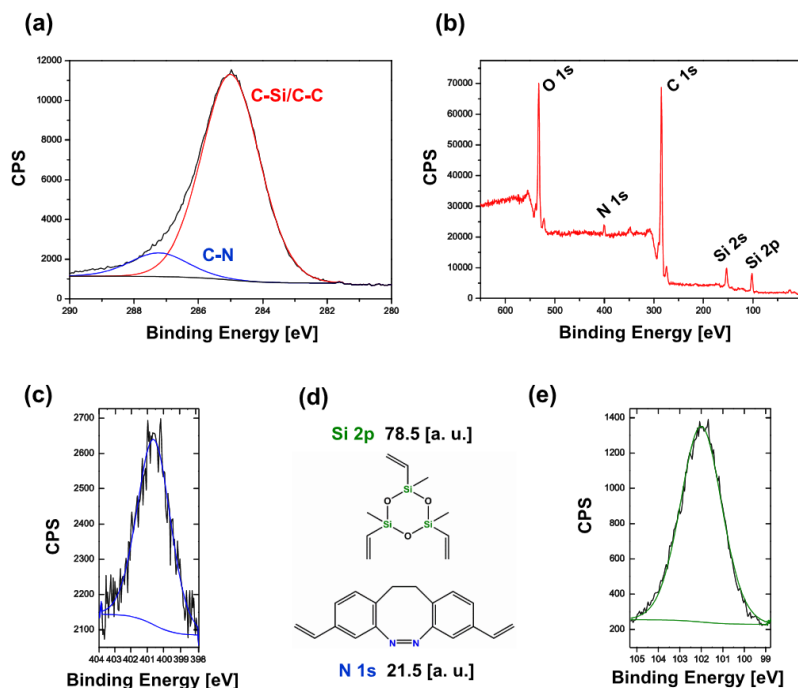 (a)
12000
10000
8000
6000
4000
2000
0
CPS
C-Si/C-C
C-N
290 288 286 284 282 280
Binding Energy [eV]
(b)
70000
60000
50000
40000
30000
20000
10000
0
CPS
O 1s
N 1s
C 1s
Si 2s
Si 2p
600 500 400 300 200 100 0
Binding Energy [eV]
(c)
2700
2600
2500
2400
2300
2200
2100
CPS
404 403 402 401 400 399 398
Binding Energy [eV]
(d)
Si 2p 78.5 [a. u.]
Si
O O
Si Si
O
N=N
N 1s 21.5 [a. u.]
(e)
1400
1200
1000
800
600
400
200
CPS
105 104 103 102 101 100 99
Binding Energy [eV]